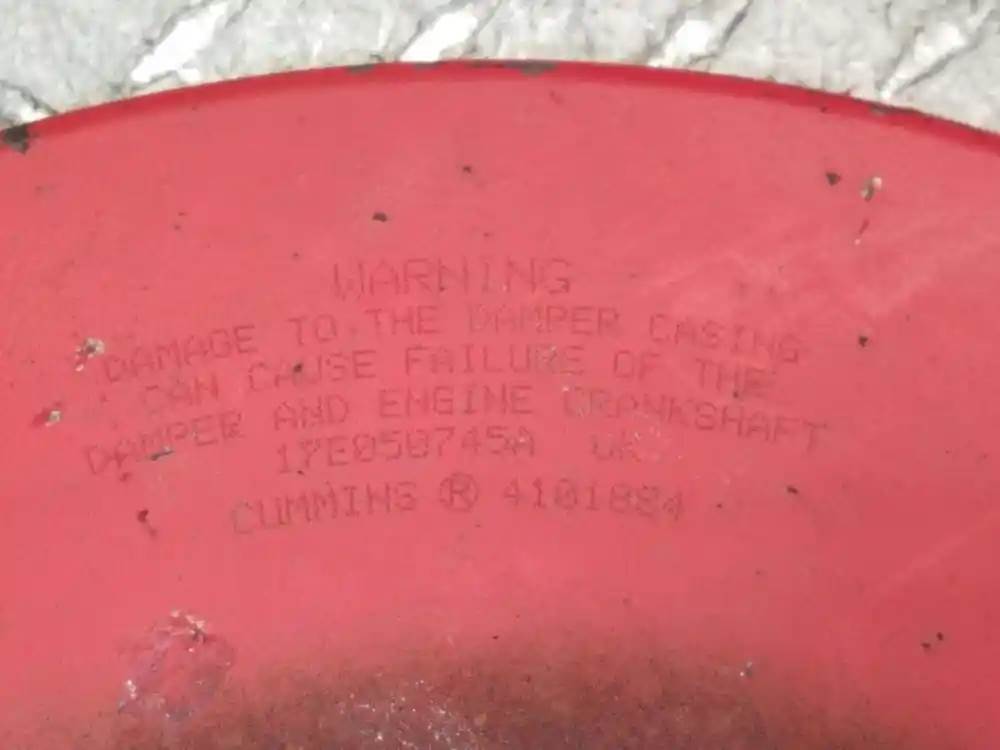 WARNING
DAMAGE TO THE DAMPER CASING
CAN CAUSE FAILURE OF THE
DAMPER AND ENGINE CRANKSHAFT
17E050745A UK
CUMMINS ® 4101884